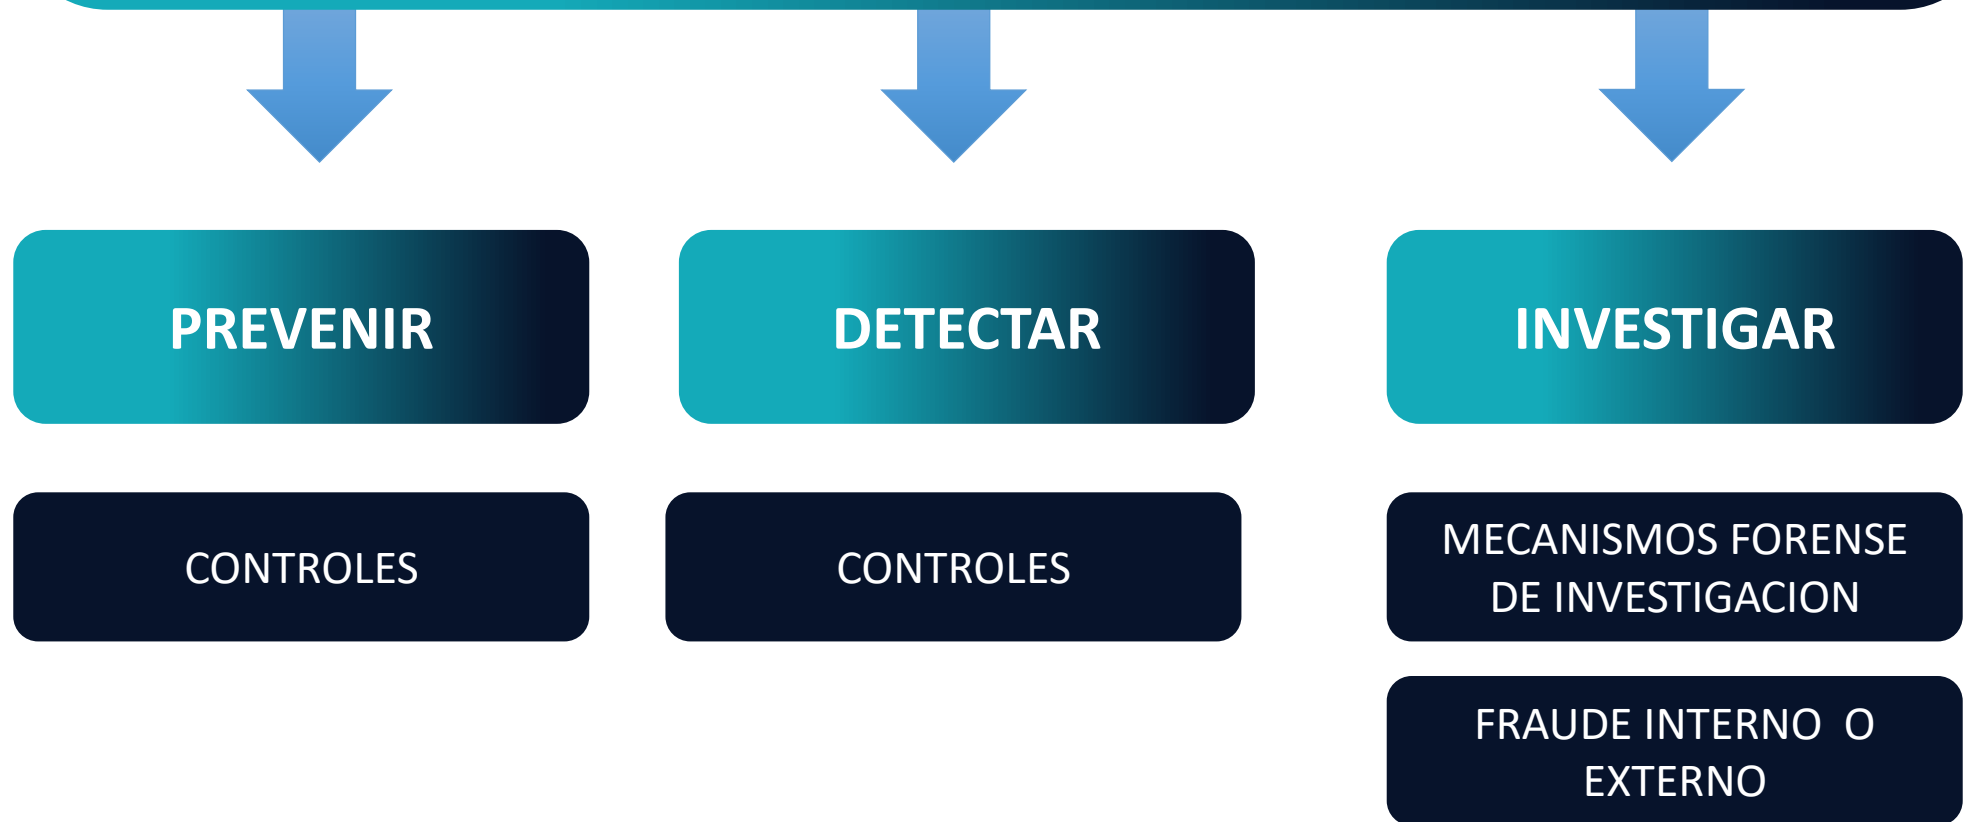 PREVENIR
DETECTAR
INVESTIGAR
CONTROLES
CONTROLES
MECANISMOS FORENSE
DE INVESTIGACION
FRAUDE INTERNO O
EXTERNO